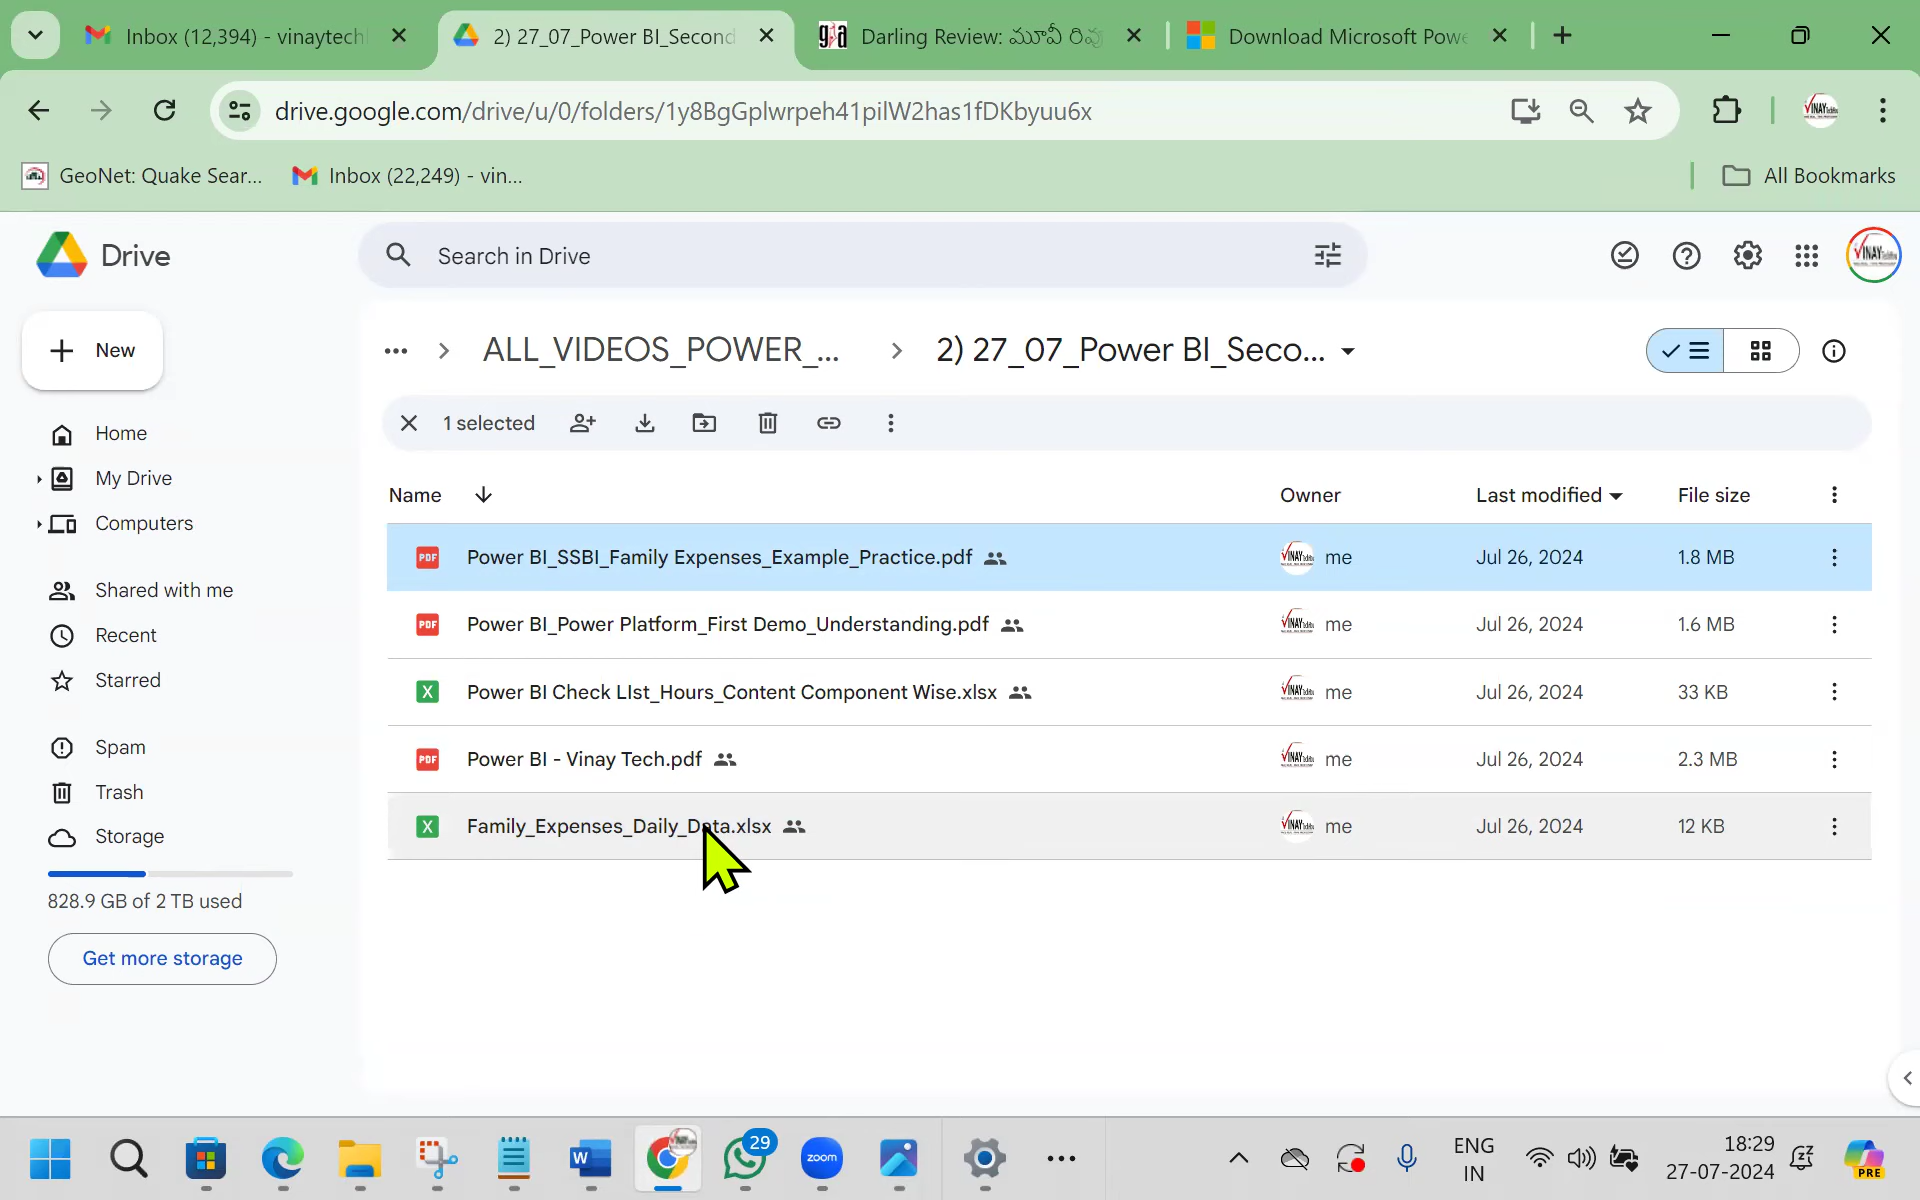 Inbox (12,394) - vinaytech
2) 27_07_Power BI_Second
Darling Review: మూవీ రివ్యూ
Download Microsoft Powe
drive.google.com/drive/u/0/folders/1y8BgGplwrpeh41pilW2has1fDKbyuu6x
GeoNet: Quake Sear...
Inbox (22,249) - vin...
All Bookmarks
Drive
Search in Drive
New
ALL_VIDEOS_POWER_...
2) 27_07_Power BI_Seco...
1 selected
Home
My Drive
Computers
Shared with me
Recent
Starred
Spam
Trash
Storage
828.9 GB of 2 TB used
Get more storage
Name Owner Last modified File size
Power BI_SSBI_Family Expenses_Example_Practice.pdf me Jul 26, 2024 1.8 MB
Power BI_Power Platform_First Demo_Understanding.pdf me Jul 26, 2024 1.6 MB
Power BI Check LIst_Hours_Content Component Wise.xlsx me Jul 26, 2024 33 KB
Power BI - Vinay Tech.pdf me Jul 26, 2024 2.3 MB
Family_Expenses_Daily_Data.xlsx me Jul 26, 2024 12 KB
29
zoom
ENG
IN
18:29
27-07-2024
PRE